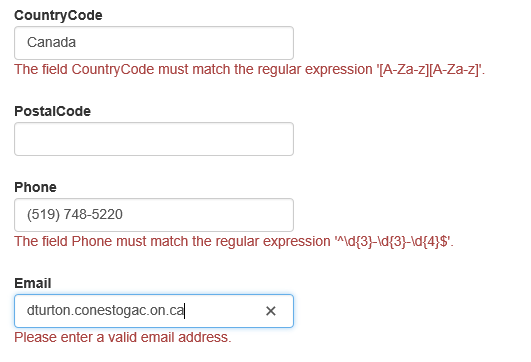 CountryCode
Canada
The field CountryCode must match the regular expression '[A-Za-z][A-Za-z]'.
PostalCode
Phone
(519) 748-5220
The field Phone must match the regular expression '^\d{3}-\d{3}-\d{4}$'.
Email
dturton.conestogac.on.ca
Please enter a valid email address.